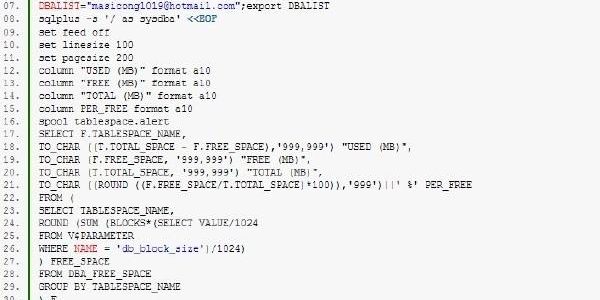 07. DBALIST="masicong1019@hotmail.com";export DBALIST
08. sqlplus -s '/ as sysdba' <<EOF
09. set feed off
10. set linesize 100
11. set pagesize 200
12. column "USED (MB)" format a10
13. column "FREE (MB)" format a10
14. column "TOTAL (MB)" format a10
15. column PER_FREE format a10
16. spool tablespace.alert
17. SELECT F.TABLESPACE_NAME,
18. TO_CHAR ((T.TOTAL_SPACE - F.FREE_SPACE),'999,999') "USED (MB)",
19. TO_CHAR (F.FREE_SPACE, '999,999') "FREE (MB)",
20. TO_CHAR (T.TOTAL_SPACE, '999,999') "TOTAL (MB)",
21. TO_CHAR ((ROUND ((F.FREE_SPACE/T.TOTAL_SPACE)*100)),'999')||' %' PER_FREE
22. FROM (
23. SELECT TABLESPACE_NAME,
24. ROUND (SUM (BLOCKS*(SELECT VALUE/1024
25. FROM V$PARAMETER
26. WHERE NAME = 'db_block_size')/1024)
27. ) FREE_SPACE
28. FROM DBA_FREE_SPACE
29. GROUP BY TABLESPACE_NAME
30. ) F,